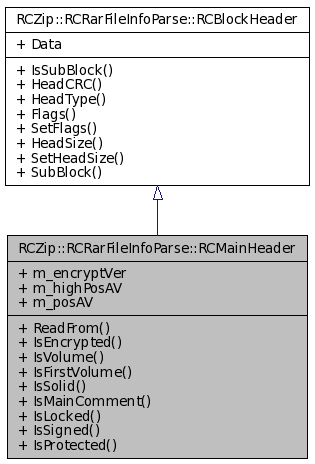 RCZip::RCRarFileInfoParse::RCBlockHeader
+ Data
+ IsSubBlock()
+ HeadCRC()
+ HeadType()
+ Flags()
+ SetFlags()
+ HeadSize()
+ SetHeadSize()
+ SubBlock()
RCZip::RCRarFileInfoParse::RCMainHeader
+ m_encryptVer
+ m_highPosAV
+ m_posAV
+ ReadFrom()
+ IsEncrypted()
+ IsVolume()
+ IsFirstVolume()
+ IsSolid()
+ IsMainComment()
+ IsLocked()
+ IsSigned()
+ IsProtected()